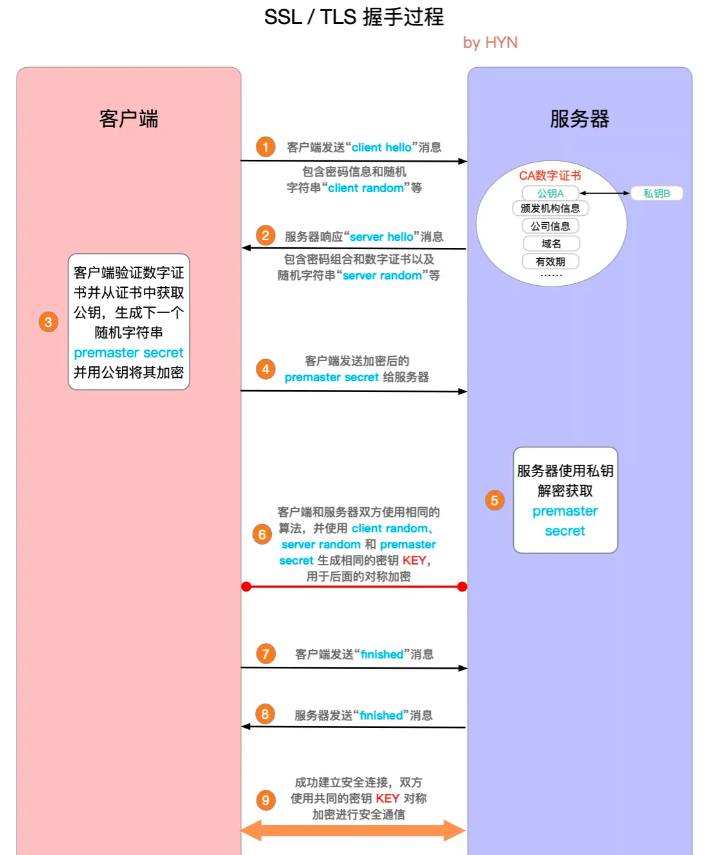 SSL / TLS 握手过程
by HYN
客户端
服务器
1
客户端发送“client hello”消息
包含密码信息和随机
字符串“client random”等
CA数字证书
公钥A
私钥B
颁发机构信息
公司信息
域名
有效期
……
2
服务器响应“server hello”消息
包含密码组合和数字证书以及
随机字符串“server random”等
3
客户端验证数字证
书并从证书中获取
公钥，生成下一个
随机字符串
premaster secret
并用公钥将其加密
4
客户端发送加密后的
premaster secret 给服务器
5
服务器使用私钥
解密获取
premaster
secret
6
客户端和服务器双方使用相同的
算法，并使用 client random、
server random 和 premaster
secret 生成相同的密钥 KEY，
用于后面的对称加密
7
客户端发送“finished”消息
8
服务器发送“finished”消息
9
成功建立安全连接，双方
使用共同的密钥 KEY 对称
加密进行安全通信